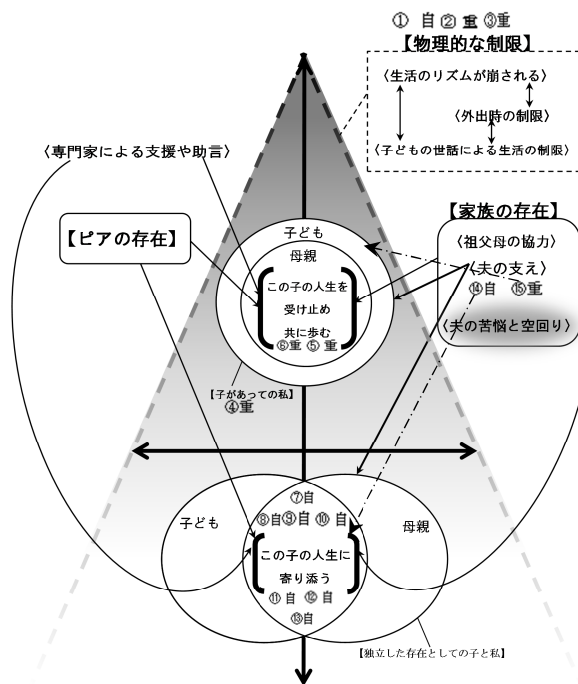 ① 自② 重 ③重
【物理的な制限】
〈生活のリズムが崩される〉
〈外出時の制限〉
〈子どもの世話による生活の制限〉
〈専門家による支援や助言〉
【ピアの存在】
【家族の存在】
〈祖父母の協力〉
〈夫の支え〉
⑭自 ⑮重
〈夫の苦悩と空回り〉
子ども
母親
この子の人生を
受け止め
共に歩む
⑥重 ⑤重
【子があっての私】
④重
⑦自
⑧自⑨自 ⑩ 自
子ども
母親
この子の人生に
寄り添う
⑪自 ⑫ 自
⑬自
【独立した存在としての子と私】